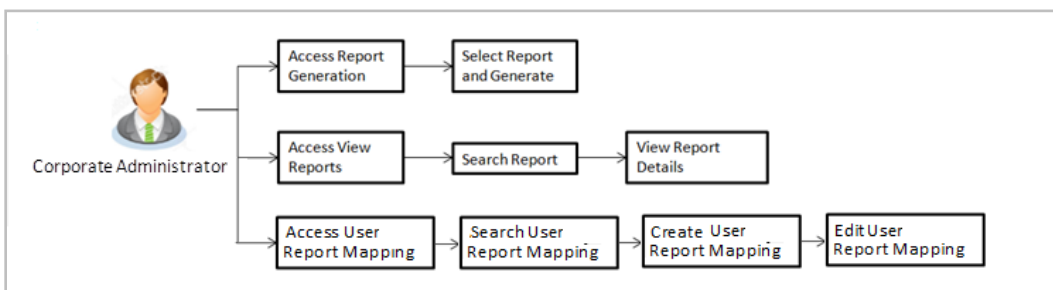 Access Report
Generation
Select Report
and Generate
Corporate Administrator
Access View
Reports
Search Report
View Report
Details
Access User
Report Mapping
Search User
Report Mapping
Create User
Report Mapping
Edit User
Report Mapping